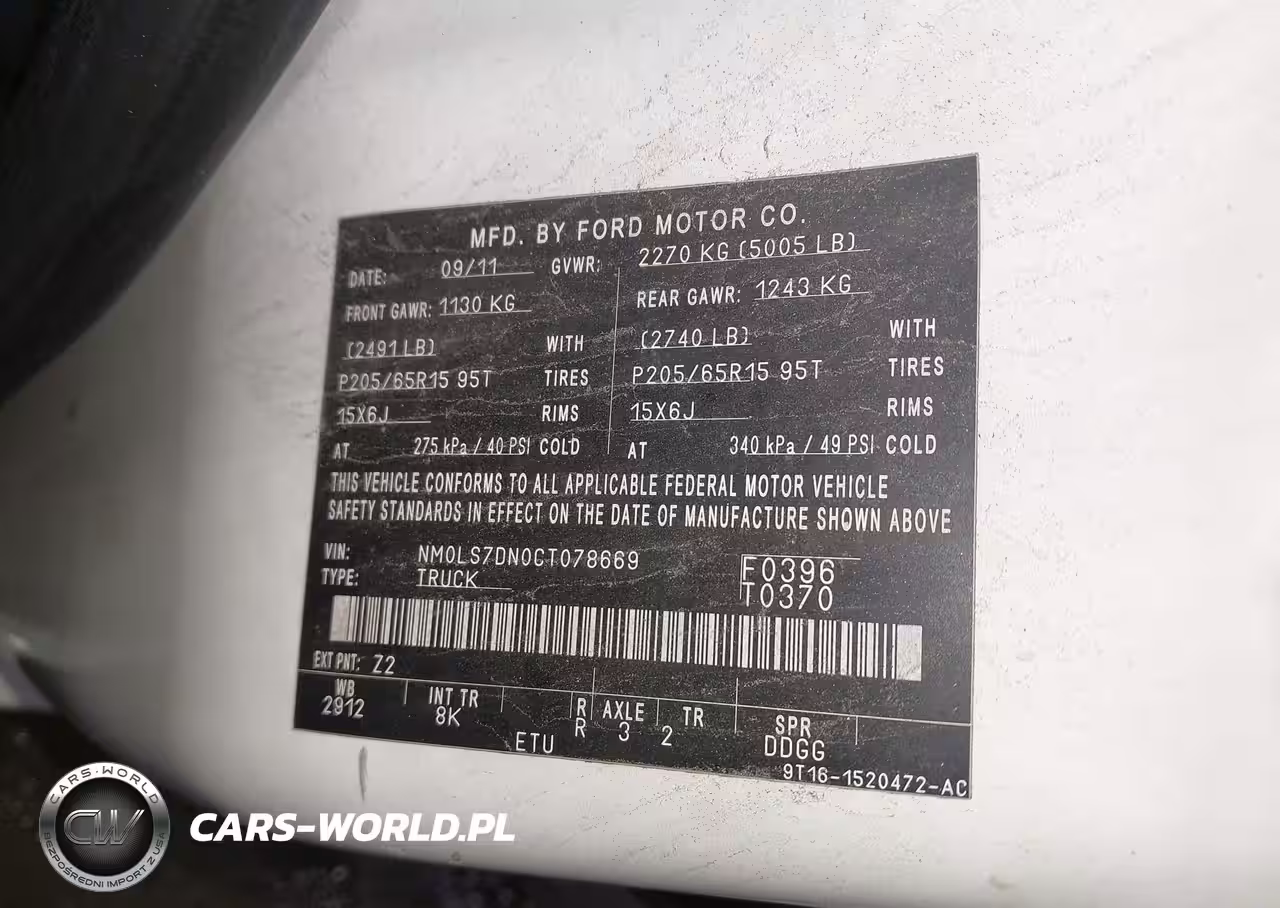 MFD. BY FORD MOTOR CO.
DATE: 09/11 GVWR: 2270 KG (5005 LB)
FRONT GAWR: 1130 KG REAR GAWR: 1243 KG
(2491 LB) WITH (2740 LB) WITH
P205/65R15 95T TIRES P205/65R15 95T TIRES
15X6J RIMS 15X6J RIMS
AT 275 kPa / 40 PSI COLD AT 340 kPa / 49 PSI COLD
THIS VEHICLE CONFORMS TO ALL APPLICABLE FEDERAL MOTOR VEHICLE
SAFETY STANDARDS IN EFFECT ON THE DATE OF MANUFACTURE SHOWN ABOVE
VIN: NM0LS7DN0CT078669 F0396
TYPE: TRUCK T0370
EXT PNT: Z2
WB INT TR R AXLE TR SPR
2912 8K R 3 2 DDGG
ETU
9T16-1520472-AC
CARS-WORLD
CW
BEZPOŚREDNI IMPORT Z USA
CARS-WORLD.PL